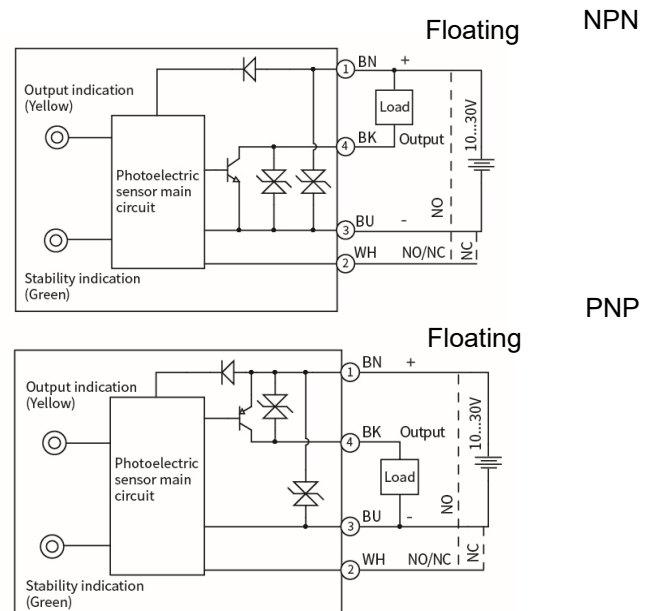 Floating
NPN
Output indication
(Yellow)
Photoelectric
sensor main
circuit
Stability indication
(Green)
1 BN +
Load
4 BK Output
10...30V
NO
3 BU -
2 WH NO/NC
NC
PNP
Floating
Output indication
(Yellow)
Photoelectric
sensor main
circuit
Stability indication
(Green)
1 BN +
4 BK Output
Load
10...30V
NO
3 BU -
2 WH NO/NC
NC